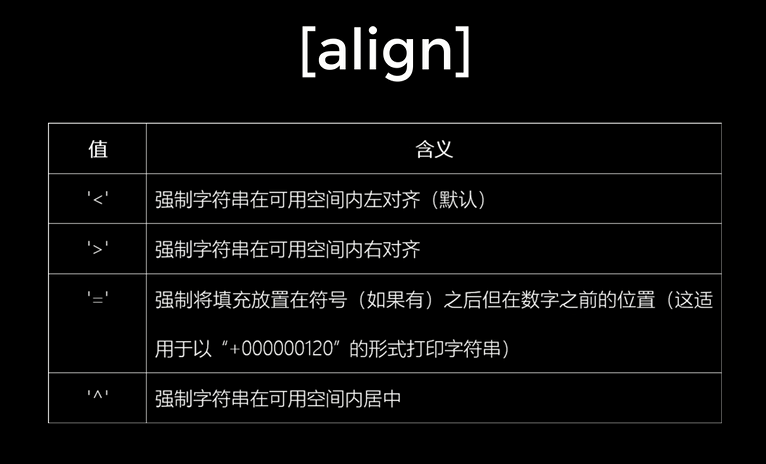 [align]
值 含义
'<' 强制字符串在可用空间内左对齐（默认）
'>' 强制字符串在可用空间内右对齐
'=' 强制将填充放置在符号（如果有）之后但在数字之前的位置（这适
用于以“+000000120”的形式打印字符串）
'^' 强制字符串在可用空间内居中